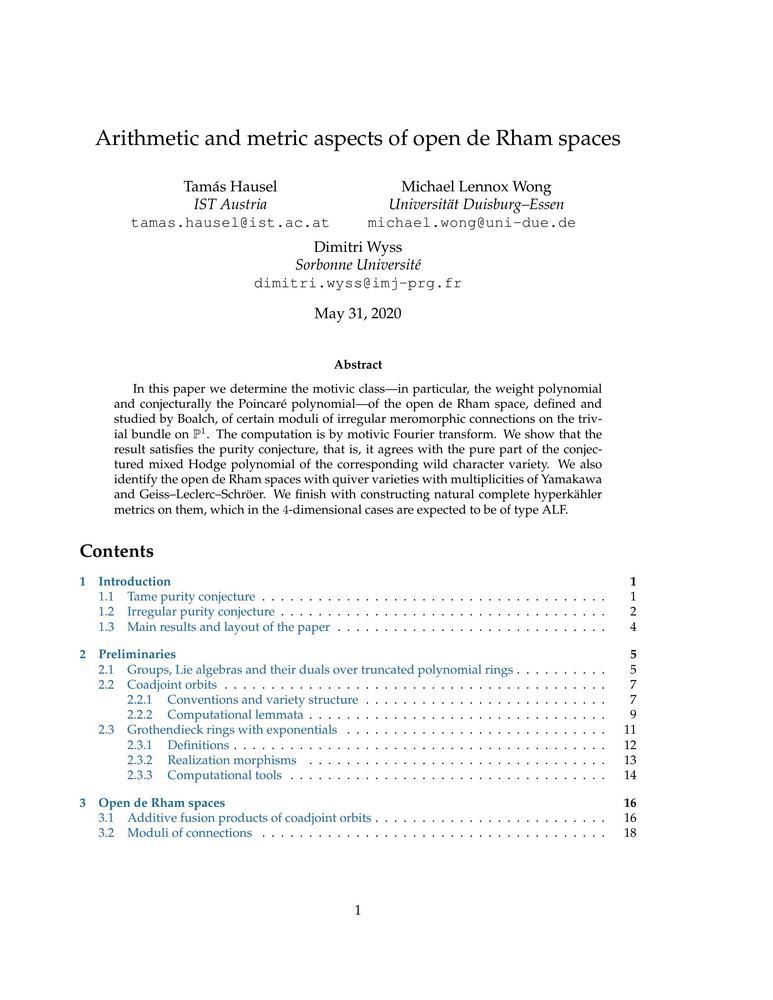 Arithmetic and metric aspects of open de Rham spaces
Tamás Hausel
IST Austria
tamas.hausel@ist.ac.at
Michael Lennox Wong
Universität Duisburg–Essen
michael.wong@uni-due.de
Dimitri Wyss
Sorbonne Université
dimitri.wyss@imj-prg.fr
May 31, 2020
Abstract
In this paper we determine the motivic class—in particular, the weight polynomial
and conjecturally the Poincaré polynomial—of the open de Rham space, defined and
studied by Boalch, of certain moduli of irregular meromorphic connections on the triv-
ial bundle on ℙ¹. The computation is by motivic Fourier transform. We show that the
result satisfies the purity conjecture, that is, it agrees with the pure part of the conjec-
tured mixed Hodge polynomial of the corresponding wild character variety. We also
identify the open de Rham spaces with quiver varieties with multiplicities of Yamakawa
and Geiss–Leclerc–Schröer. We finish with constructing natural complete hyperkähler
metrics on them, which in the 4-dimensional cases are expected to be of type ALF.
Contents
1 Introduction 1
1.1 Tame purity conjecture . . . . . . . . . . . . . . . . . . . . . . . . . . . . . . . . . . . . . 1
1.2 Irregular purity conjecture . . . . . . . . . . . . . . . . . . . . . . . . . . . . . . . . . . . 2
1.3 Main results and layout of the paper . . . . . . . . . . . . . . . . . . . . . . . . . . . . . 4
2 Preliminaries 5
2.1 Groups, Lie algebras and their duals over truncated polynomial rings . . . . . . . . . . 5
2.2 Coadjoint orbits . . . . . . . . . . . . . . . . . . . . . . . . . . . . . . . . . . . . . . . . . 7
2.2.1 Conventions and variety structure . . . . . . . . . . . . . . . . . . . . . . . . . . 7
2.2.2 Computational lemmata . . . . . . . . . . . . . . . . . . . . . . . . . . . . . . . . 9
2.3 Grothendieck rings with exponentials . . . . . . . . . . . . . . . . . . . . . . . . . . . . 11
2.3.1 Definitions . . . . . . . . . . . . . . . . . . . . . . . . . . . . . . . . . . . . . . . . 12
2.3.2 Realization morphisms . . . . . . . . . . . . . . . . . . . . . . . . . . . . . . . . 13
2.3.3 Computational tools . . . . . . . . . . . . . . . . . . . . . . . . . . . . . . . . . . 14
3 Open de Rham spaces 16
3.1 Additive fusion products of coadjoint orbits . . . . . . . . . . . . . . . . . . . . . . . . . 16
3.2 Moduli of connections . . . . . . . . . . . . . . . . . . . . . . . . . . . . . . . . . . . . . 18
1